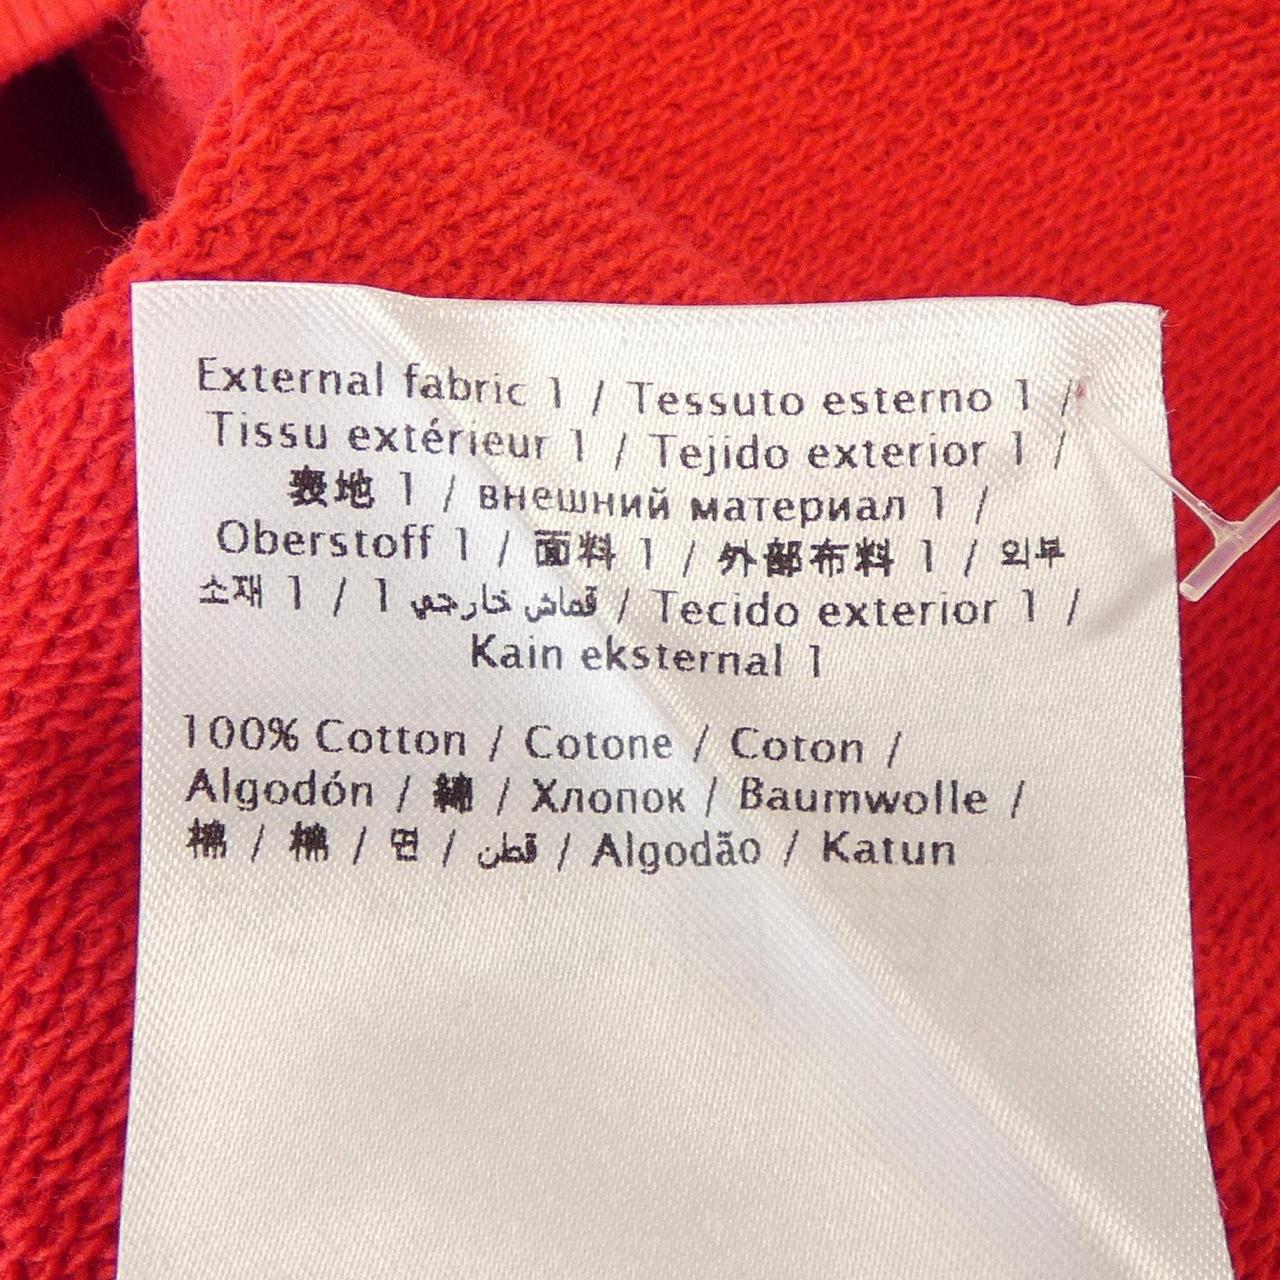 External fabric 1 / Tessuto esterno 1 /
Tissu extérieur 1 / Tejido exterior 1 /
表地 1 / внешний материал 1 /
Oberstoff 1 / 面料 1 / 外部布料 1 / 외부
소재 1 / 1 قماش خارجي / Tecido exterior 1 /
Kain eksternal 1
100% Cotton / Cotone / Coton /
Algodón / 綿 / Хлопок / Baumwolle /
棉 / 棉 / 면 / قطن / Algodão / Katun